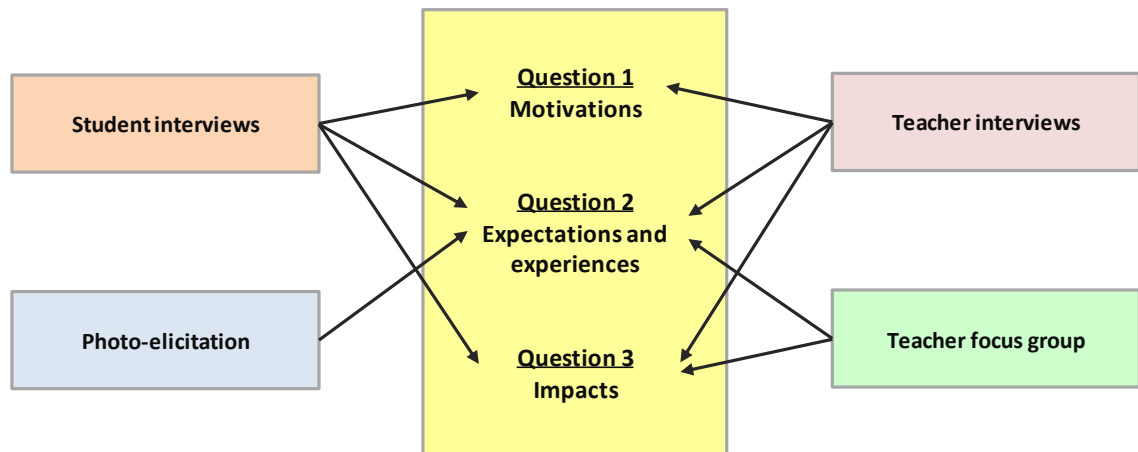 Student interviews
Photo-elicitation
Question 1
Motivations
Question 2
Expectations and
experiences
Question 3
Impacts
Teacher interviews
Teacher focus group